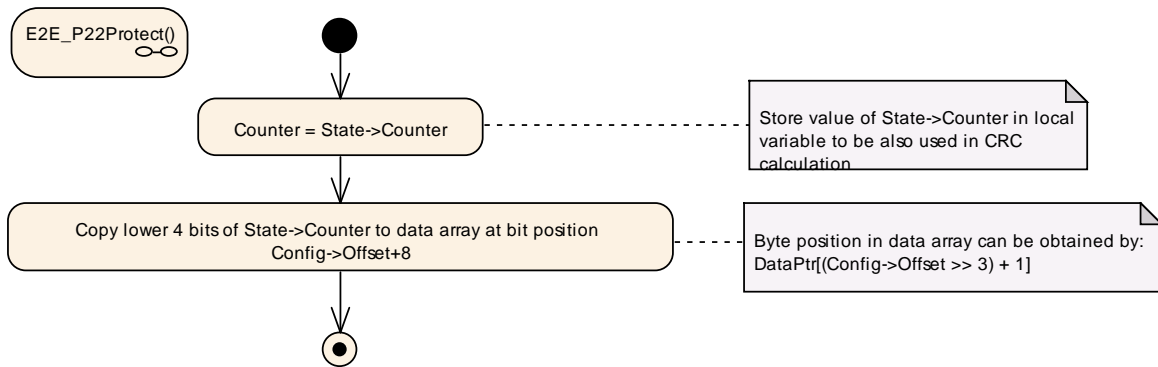 E2E_P22Protect()
Counter = State->Counter
Store value of State->Counter in local
variable to be also used in CRC
calculation
Copy lower 4 bits of State->Counter to data array at bit position
Config->Offset+8
Byte position in data array can be obtained by:
DataPtr[(Config->Offset >> 3) + 1]